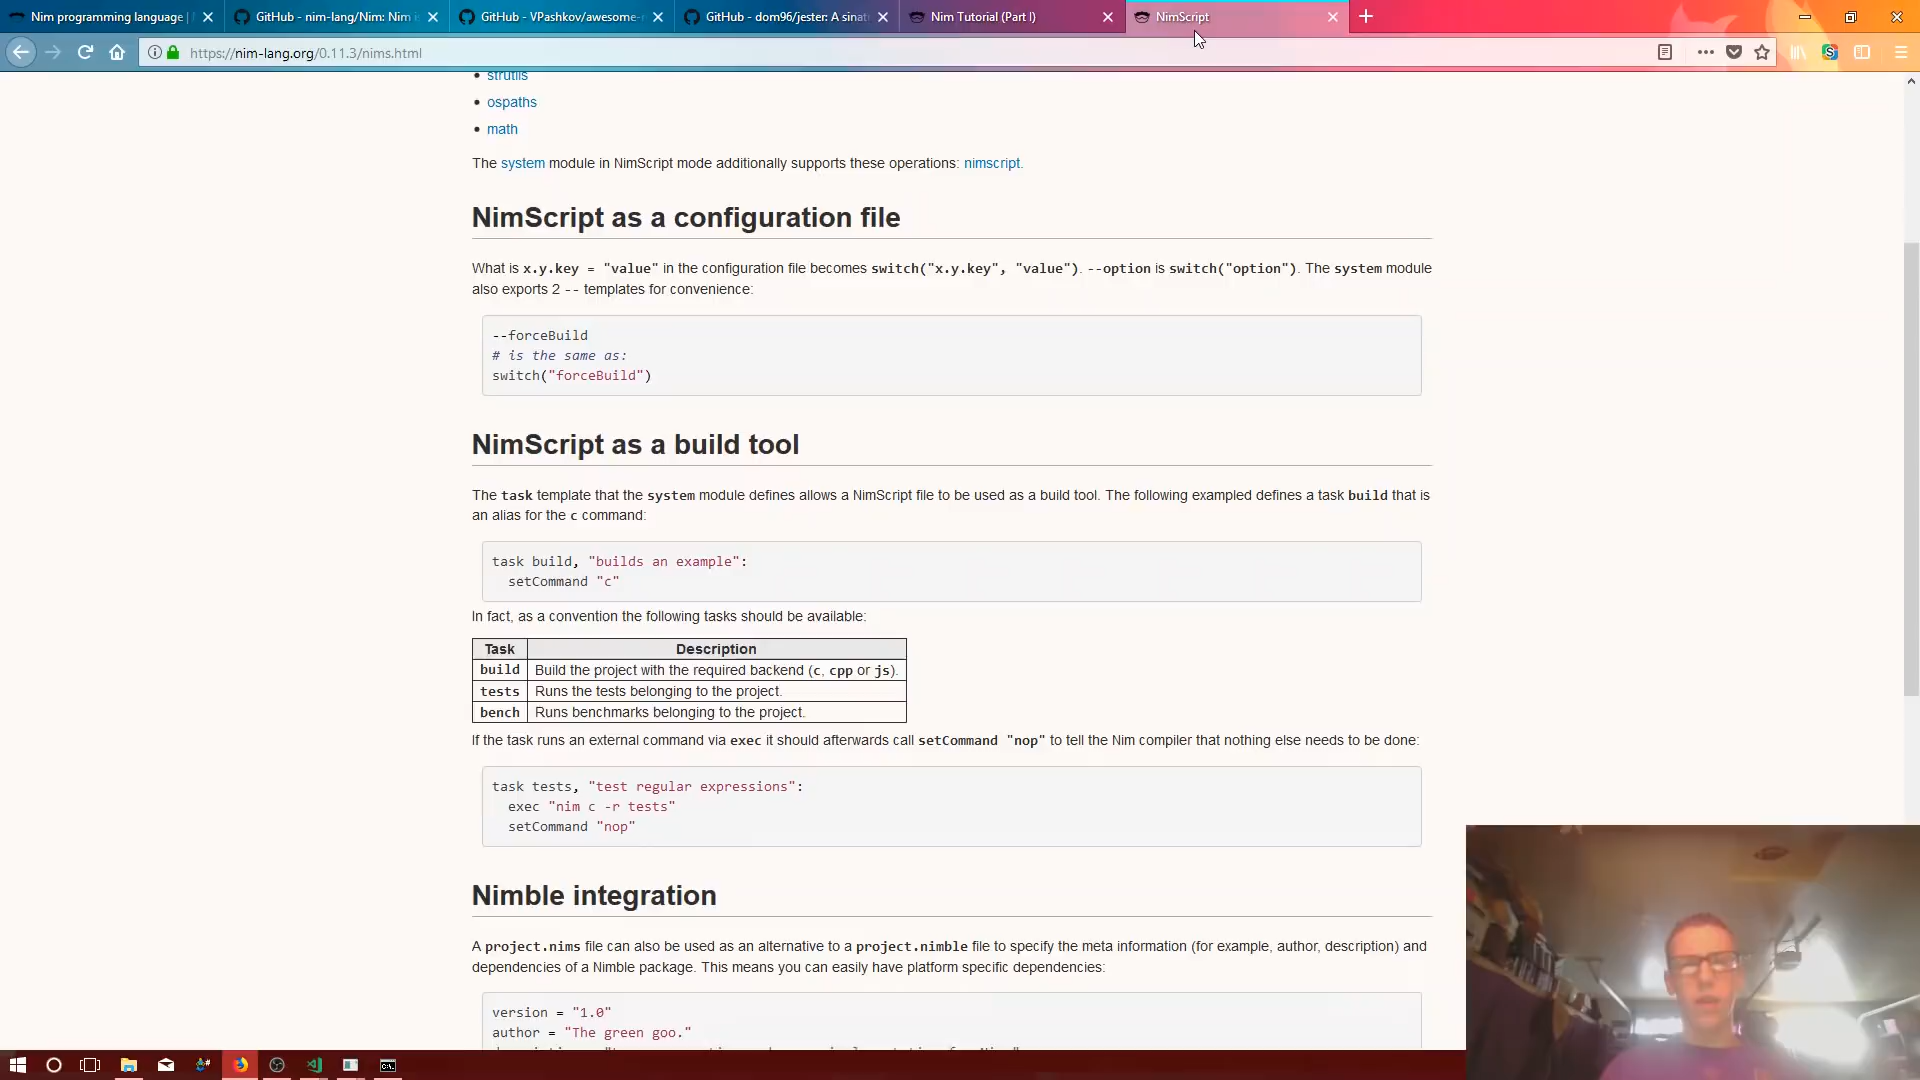 Nim programming language |
GitHub - nim-lang/Nim: Nim is
GitHub - VPashkov/awesome-n
GitHub - dom96/jester: A sinat
Nim Tutorial (Part I)
NimScript
https://nim-lang.org/0.11.3/nims.html
strutils
ospaths
math
The system module in NimScript mode additionally supports these operations: nimscript.
NimScript as a configuration file
What is x.y.key = "value" in the configuration file becomes switch("x.y.key", "value"). --option is switch("option"). The system module
also exports 2 -- templates for convenience:
--forceBuild
# is the same as:
switch("forceBuild")
NimScript as a build tool
The task template that the system module defines allows a NimScript file to be used as a build tool. The following exampled defines a task build that is
an alias for the c command:
task build, "builds an example":
setCommand "c"
In fact, as a convention the following tasks should be available:
Task Description
build Build the project with the required backend (c, cpp or js).
tests Runs the tests belonging to the project.
bench Runs benchmarks belonging to the project.
If the task runs an external command via exec it should afterwards call setCommand "nop" to tell the Nim compiler that nothing else needs to be done:
task tests, "test regular expressions":
exec "nim c -r tests"
setCommand "nop"
Nimble integration
A project.nims file can also be used as an alternative to a project.nimble file to specify the meta information (for example, author, description) and
dependencies of a Nimble package. This means you can easily have platform specific dependencies:
version = "1.0"
author = "The green goo."